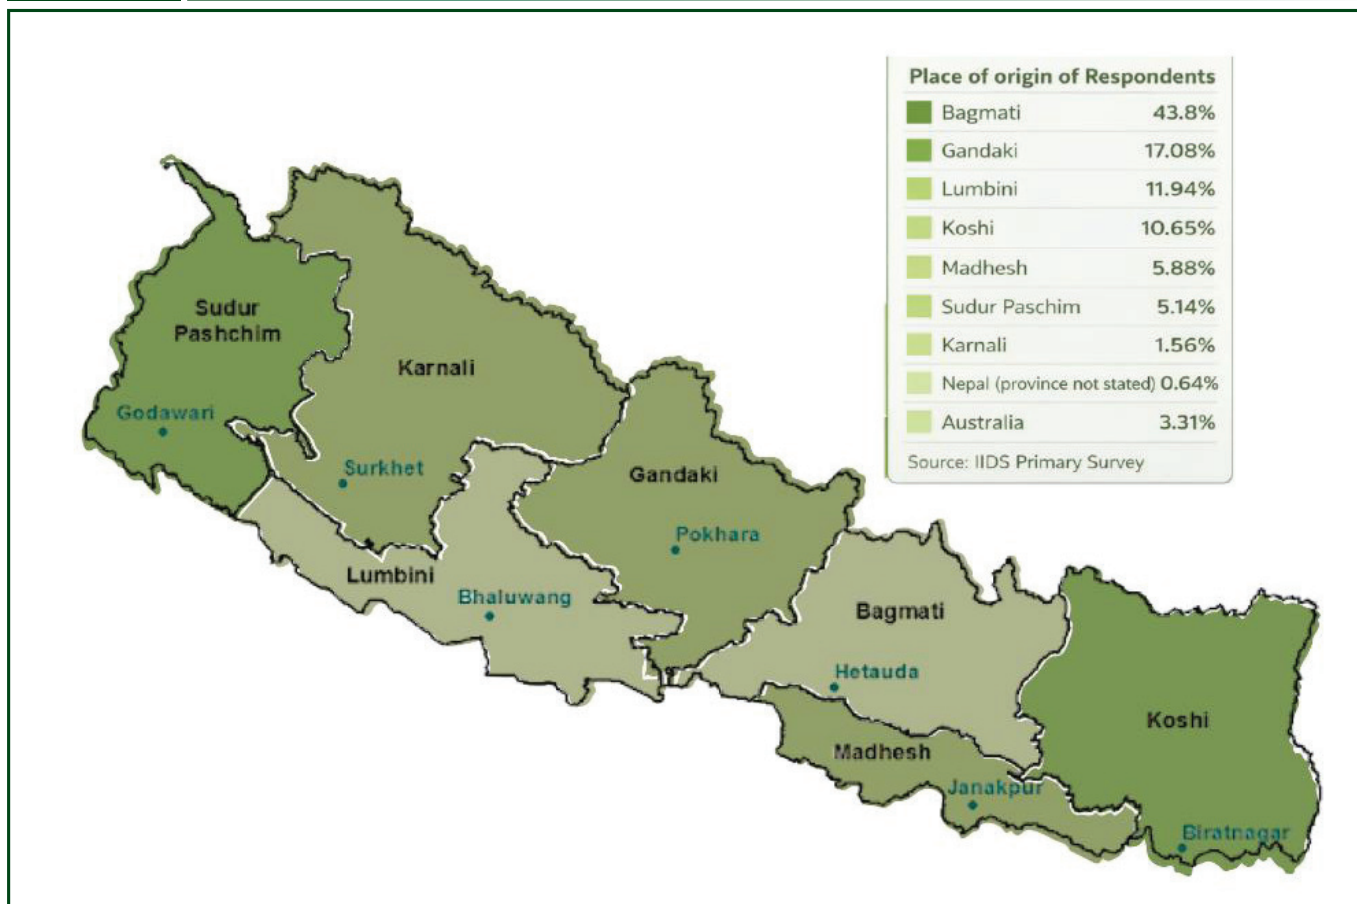 Place of origin of Respondents
Bagmati 43.8%
Gandaki 17.08%
Lumbini 11.94%
Koshi 10.65%
Madhesh 5.88%
Sudur Paschim 5.14%
Karnali 1.56%
Nepal (province not stated) 0.64%
Australia 3.31%
Source: IIDS Primary Survey
Sudur
Pashchim
Karnali
Godawari
Surkhet
Gandaki
Pokhara
Lumbini
Bhaluwang
Bagmati
Hetauda
Koshi
Madhesh
Janakpur
Biratnagar